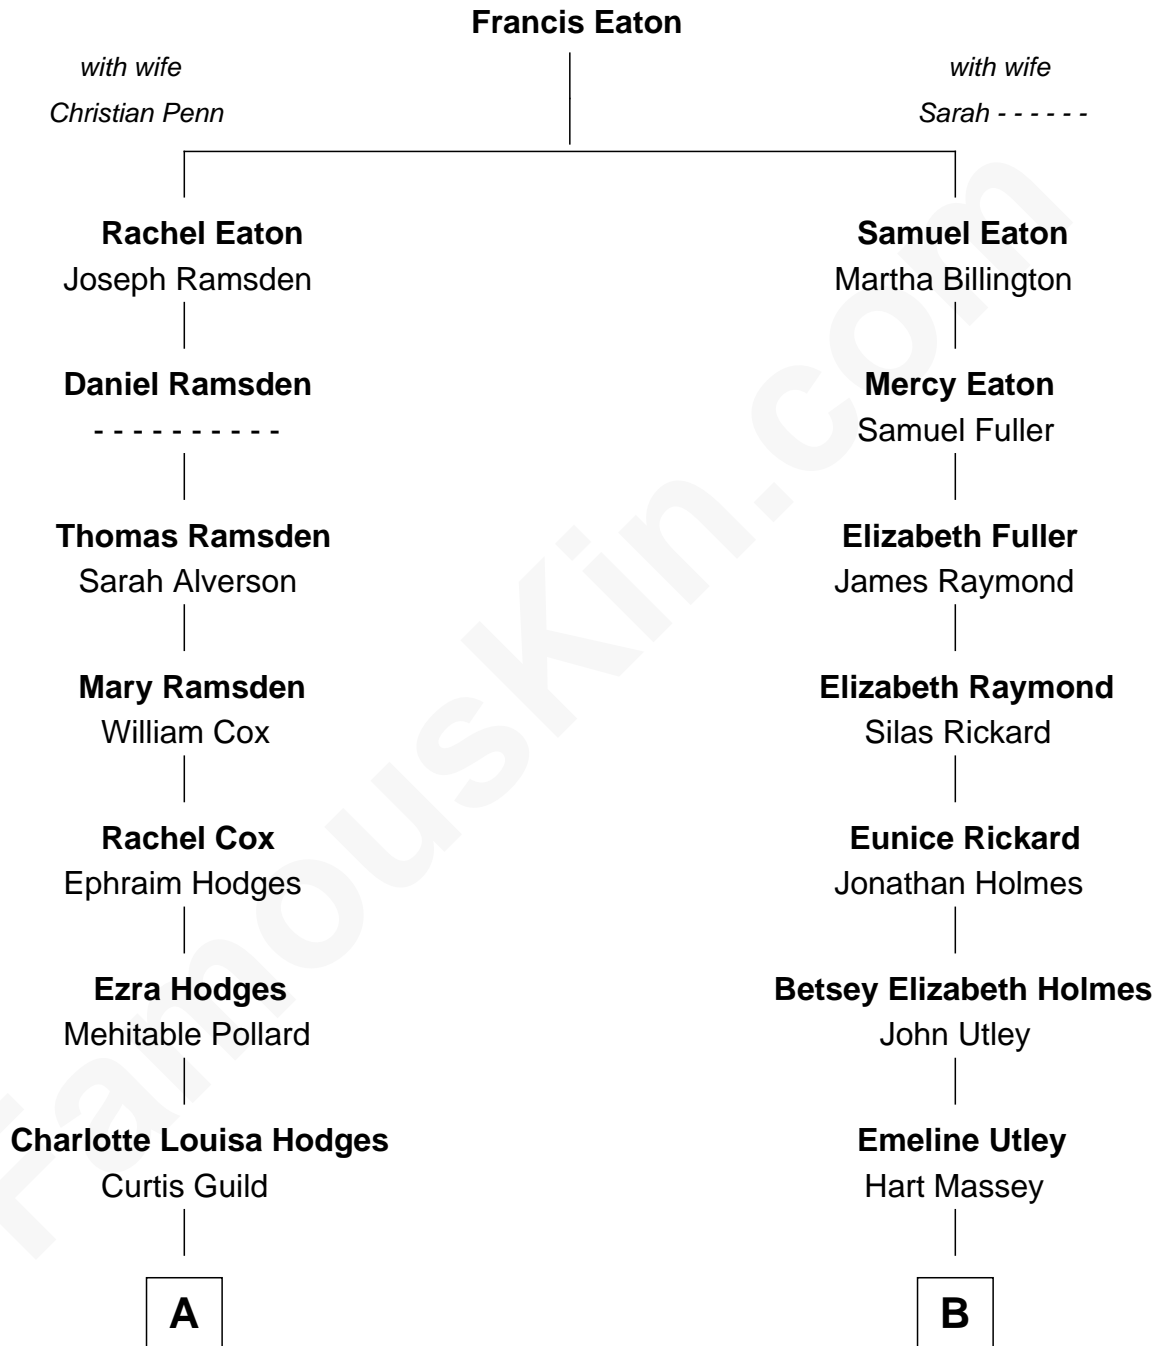 Francis Eaton
with wife
Christian Penn
with wife
Sarah - - - - - -
Rachel Eaton
Joseph Ramsden
Samuel Eaton
Martha Billington
Daniel Ramsden
- - - - - - - - - -
Mercy Eaton
Samuel Fuller
Thomas Ramsden
Sarah Alverson
Elizabeth Fuller
James Raymond
Mary Ramsden
William Cox
Elizabeth Raymond
Silas Rickard
Rachel Cox
Ephraim Hodges
Eunice Rickard
Jonathan Holmes
Ezra Hodges
Mehitable Pollard
Betsey Elizabeth Holmes
John Utley
Charlotte Louisa Hodges
Curtis Guild
Emeline Utley
Hart Massey
A
B
FamousKin.com